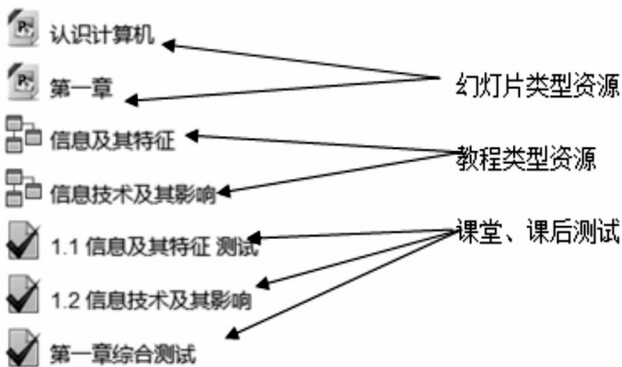 认识计算机
第一章
幻灯片类型资源
信息及其特征
教程类型资源
信息技术及其影响
1.1 信息及其特征 测试
课堂、课后测试
1.2 信息技术及其影响
第一章综合测试